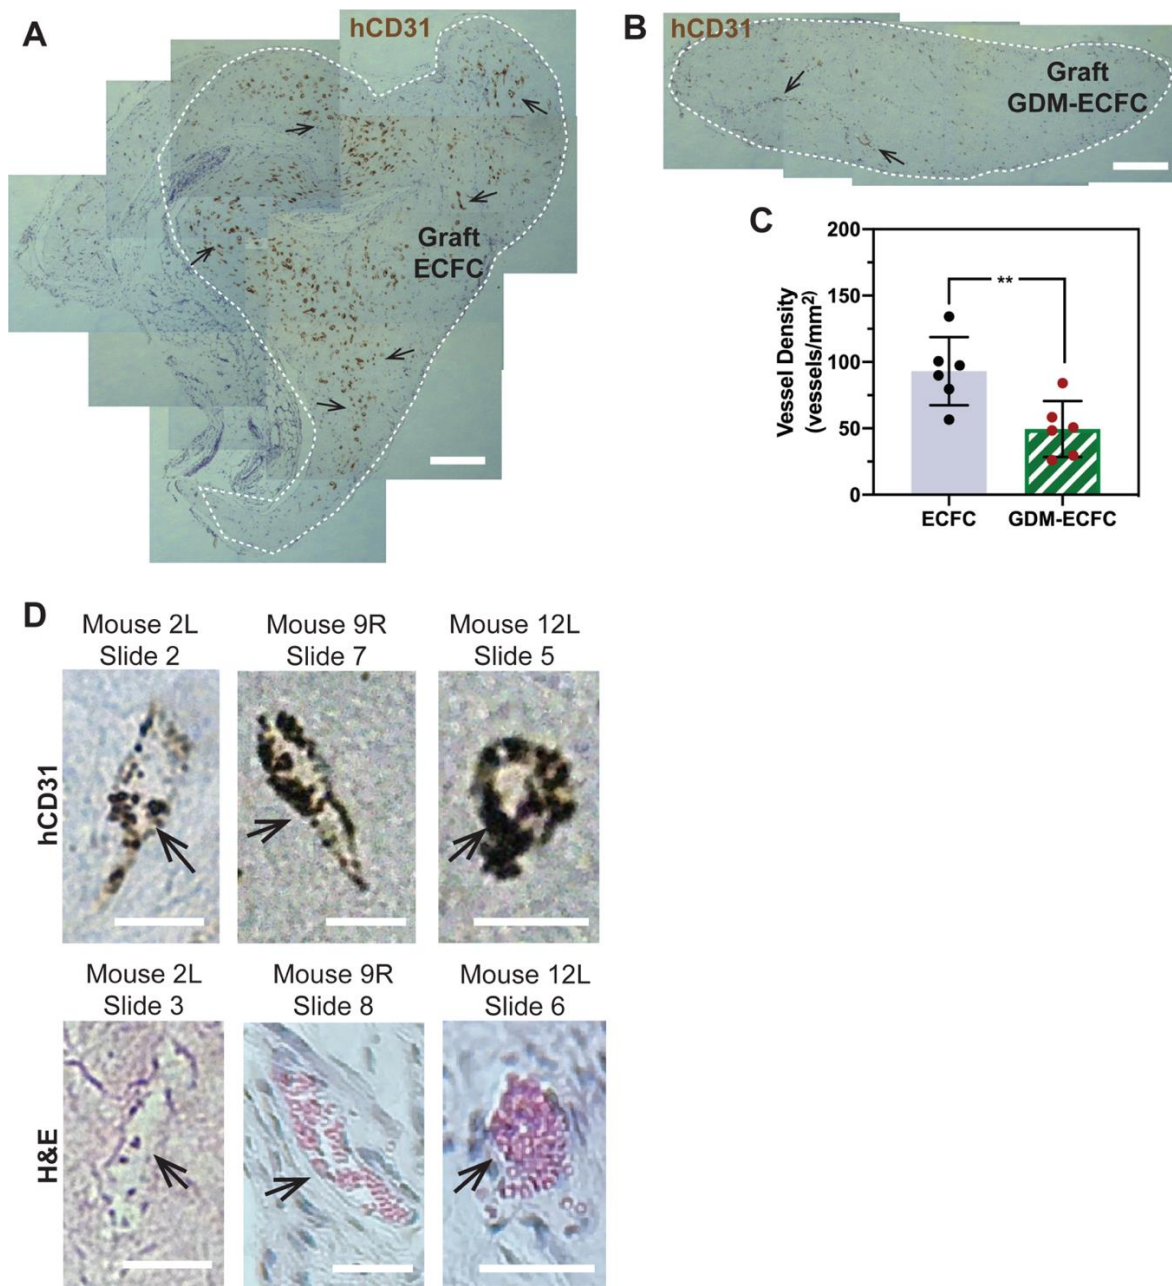 A
hCD31
Graft
ECFC
B
hCD31
Graft
GDM-ECFC
C
Vessel Density
(vessels/mm²)
200
150
100
50
0
**
ECFC
GDM-ECFC
D
Mouse 2L
Slide 2
Mouse 9R
Slide 7
Mouse 12L
Slide 5
hCD31
Mouse 2L
Slide 3
Mouse 9R
Slide 8
Mouse 12L
Slide 6
H&E